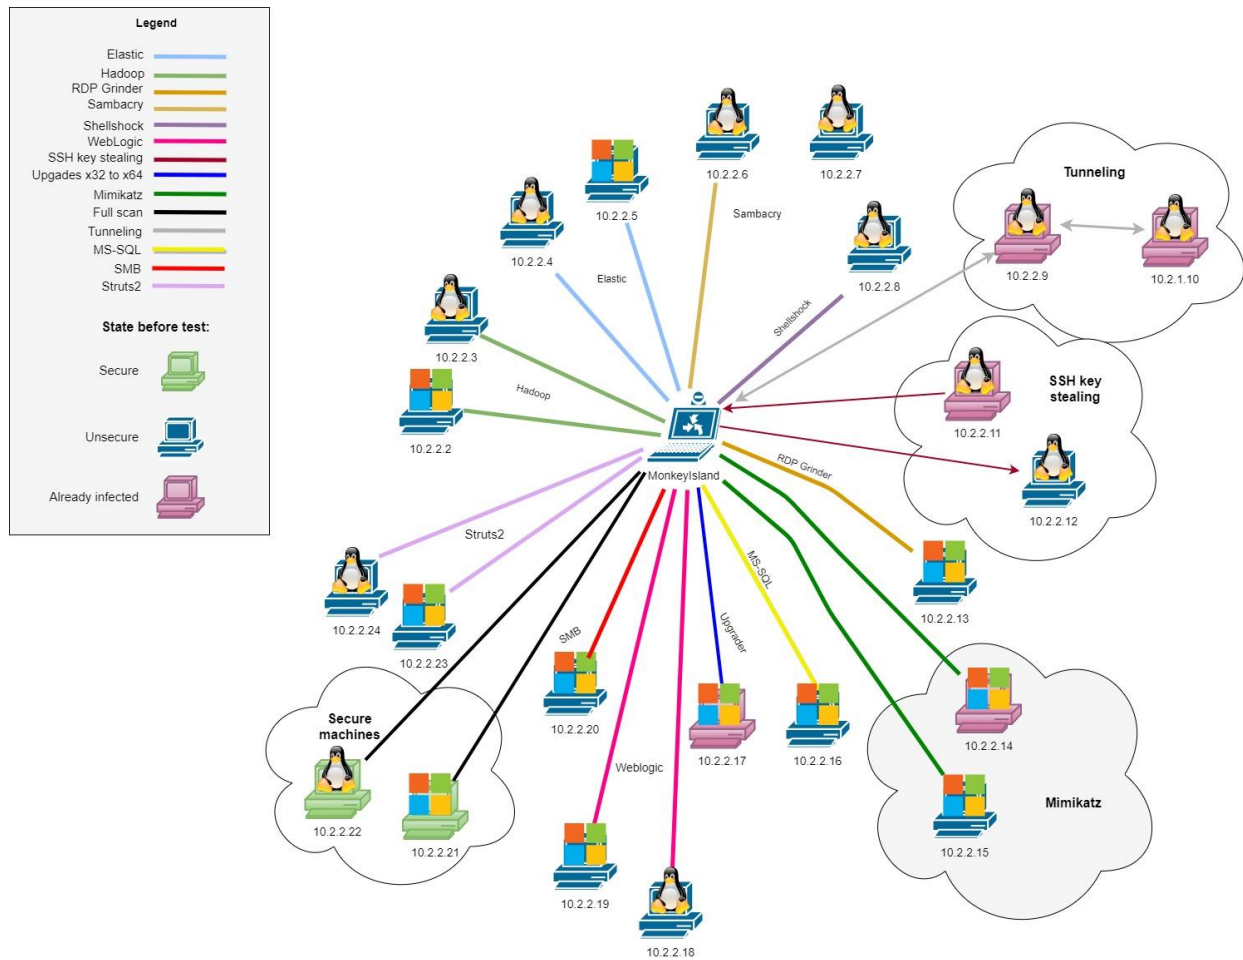 Legend
Elastic
Hadoop
RDP Grinder
Sambacry
Shellshock
WebLogic
SSH key stealing
Upgades x32 to x64
Mimikatz
Full scan
Tunneling
MS-SQL
SMB
Struts2
State before test:
Secure
Unsecure
Already infected
10.2.2.6
10.2.2.7
10.2.2.5
Sambacry
Tunneling
10.2.2.4
10.2.2.9
10.2.1.10
Elastic
10.2.2.8
Shellshock
10.2.2.3
Hadoop
10.2.2.2
SSH key
stealing
10.2.2.11
10.2.2.12
MonkeyIsland
RDP Grinder
Struts2
MS-SQL
10.2.2.24
10.2.2.23
SMB
Upgrader
10.2.2.13
Secure
machines
10.2.2.20
10.2.2.17
10.2.2.16
10.2.2.14
Weblogic
Mimikatz
10.2.2.22
10.2.2.21
10.2.2.15
10.2.2.19
10.2.2.18